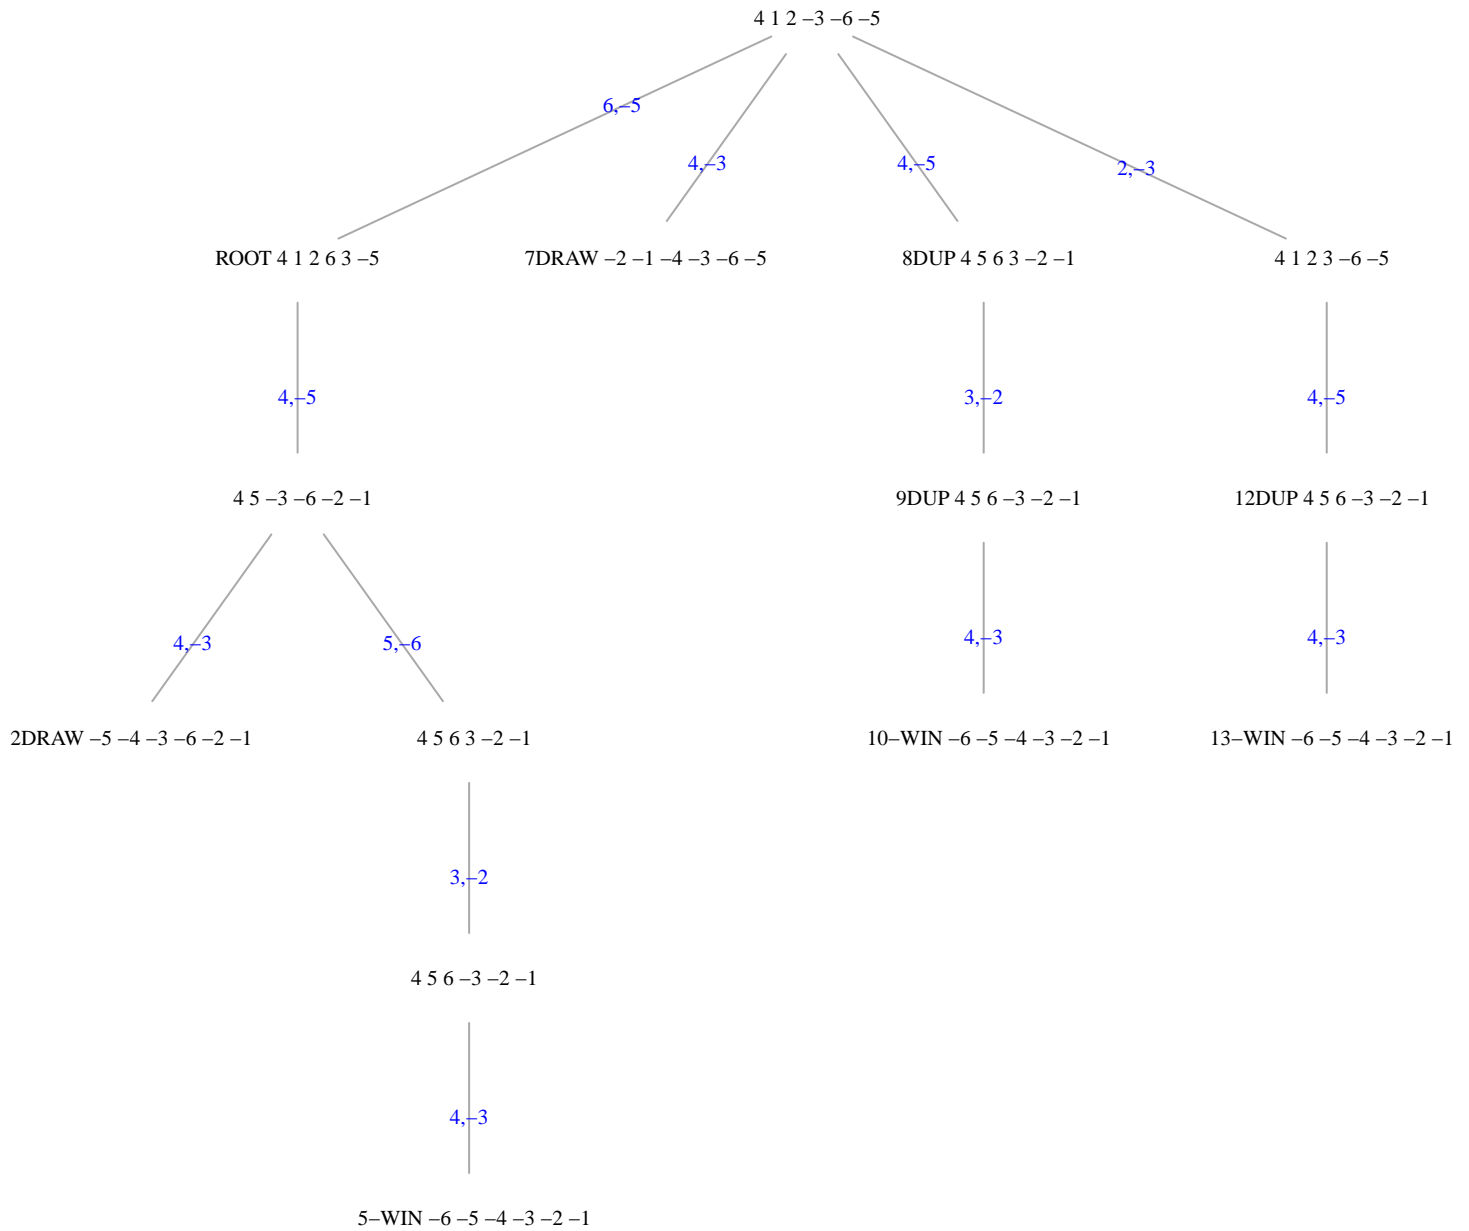 4 1 2 –3 –6 –5
6,–5
4,–3
4,–5
2,–3
ROOT 4 1 2 6 3 –5
7DRAW –2 –1 –4 –3 –6 –5
8DUP 4 5 6 3 –2 –1
4 1 2 3 –6 –5
4,–5
3,–2
4,–5
4 5 –3 –6 –2 –1
9DUP 4 5 6 –3 –2 –1
12DUP 4 5 6 –3 –2 –1
4,–3
5,–6
4,–3
4,–3
2DRAW –5 –4 –3 –6 –2 –1
4 5 6 3 –2 –1
10–WIN –6 –5 –4 –3 –2 –1
13–WIN –6 –5 –4 –3 –2 –1
3,–2
4 5 6 –3 –2 –1
4,–3
5–WIN –6 –5 –4 –3 –2 –1